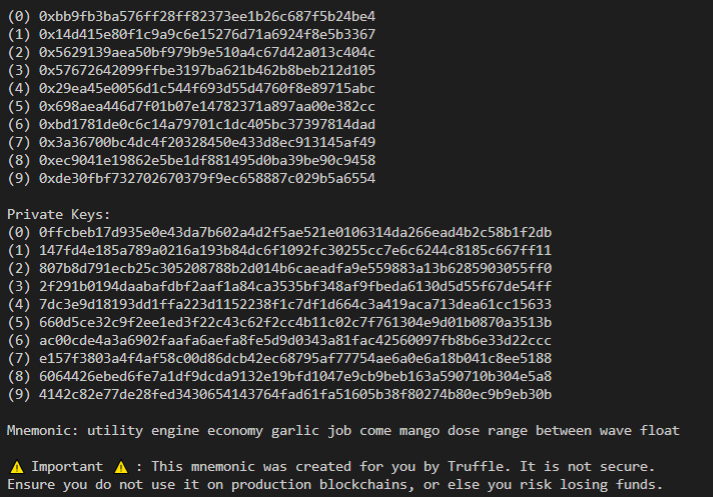 (0) 0xbb9fb3ba576ff28ff82373ee1b26c687f5b24be4
(1) 0x14d415e80f1c9a9c6e15276d71a6924f8e5b3367
(2) 0x5629139aea50bf979b9e510a4c67d42a013c404c
(3) 0x57672642099ffbe3197ba621b462b8beb212d105
(4) 0x29ea45e0056d1c544f693d55d4760f8e89715abc
(5) 0x698aea446d7f01b07e14782371a897aa00e382cc
(6) 0xbd1781de0c6c14a79701c1dc405bc37397814dad
(7) 0x3a36700bc4dc4f20328450e433d8ec913145af49
(8) 0xec9041e19862e5be1df881495d0ba39be90c9458
(9) 0xde30fbf732702670379f9ec658887c029b5a6554
Private Keys:
(0) 0ffcbeb17d935e0e43da7b602a4d2f5ae521e0106314da266ead4b2c58b1f2db
(1) 147fd4e185a789a0216a193b84dc6f1092fc30255cc7e6c6244c8185c667ff11
(2) 807b8d791ecb25c305208788b2d014b6caeadfa9e559883a13b6285903055ff0
(3) 2f291b0194daabafdbf2aaf1a84ca3535bf348af9fbeda6130d5d55f67de54ff
(4) 7dc3e9d18193dd1ffa223d1152238f1c7df1d664c3a419aca713dea61cc15633
(5) 660d5ce32c9f2ee1ed3f22c43c62f2cc4b11c02c7f761304e9d01b0870a3513b
(6) ac00cde4a3a6902faafa6aefa8fe5d9d0343a81fac42560097fb8b6e33d22ccc
(7) e157f3803a4f4af58c00d86dcb42ec68795af77754ae6a0e6a18b041c8ee5188
(8) 6064426ebed6fe7a1df9dcda9132e19bfd1047e9cb9beb163a590710b304e5a8
(9) 4142c82e77de28fed3430654143764fad61fa51605b38f80274b80ec9b9eb30b
Mnemonic: utility engine economy garlic job come mango dose range between wave float
⚠️ Important ⚠️ : This mnemonic was created for you by Truffle. It is not secure.
Ensure you do not use it on production blockchains, or else you risk losing funds.